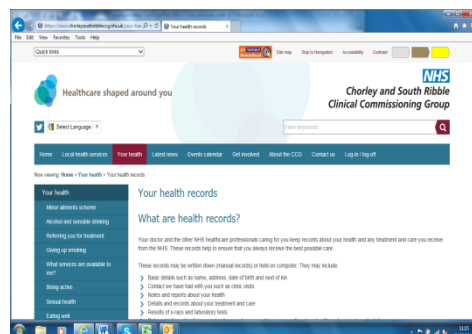 Your health records
File Edit View Favorites Tools Help
Quick links
Site map Skip to Navigation Accessibility Contrast
NHS
Healthcare shaped around you
Chorley and South Ribble
Clinical Commissioning Group
Select Language
Enter keywords
Home Local health services Your health Latest news Events calendar Get involved About the CCG Contact us Log in / log off
Now viewing: Home > Your health > Your health records
Your health
Minor ailments scheme
Alcohol and sensible drinking
Referring you for treatment
Giving up smoking
What services are available to
me?
Being active
Sexual health
Eating well
Your health records
What are health records?
Your doctor and the other NHS healthcare professionals caring for you keep records about your health and any treatment and care you receive
from the NHS. These records help to ensure that you always receive the best possible care.
These records may be written down (manual records) or held on computer. They may include
Basic details such as name, address, date of birth and next of kin
Contact we have had with you such as clinic visits
Notes and reports about your health
Details and records about your treatment and care
Results of x-rays and laboratory tests